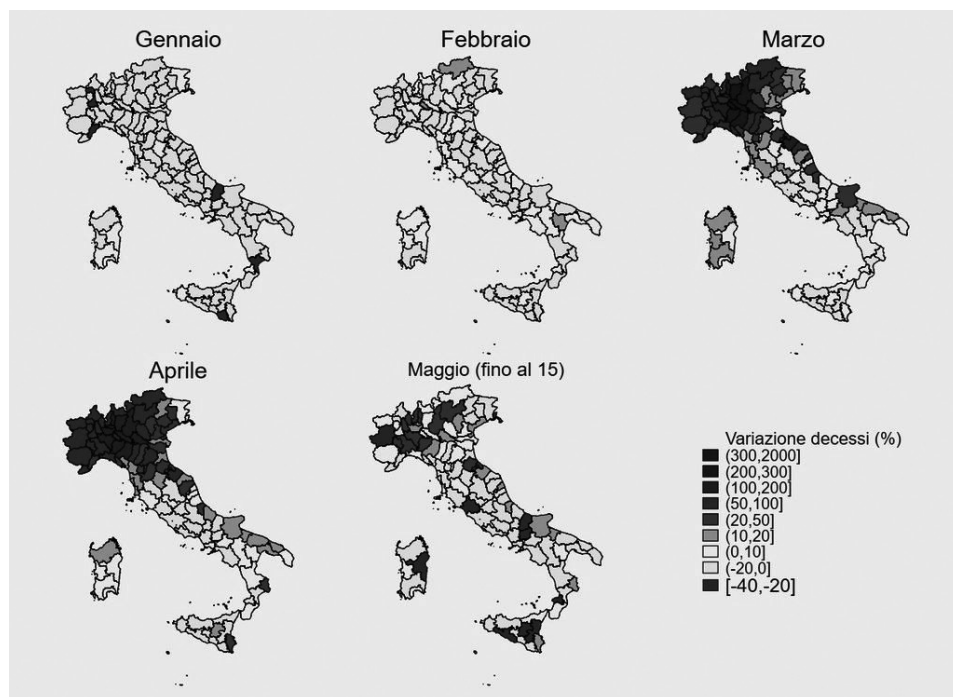 Gennaio
Febbraio
Marzo
Aprile
Maggio (fino al 15)
Variazione decessi (%)
(300,2000]
(200,300]
(100,200]
(50,100]
(20,50]
(10,20]
(0,10]
(-20,0]
[-40,-20]